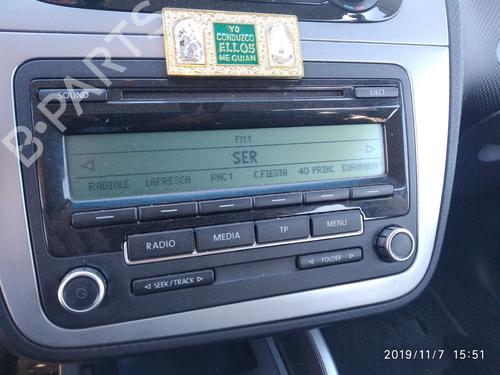 YO
CONDUZCO
ELLOS
ME GUIAN
SOUND
EJECT
FM1
SER
RADIOLE LAFRESCA RAC1 C.FIESTA 40 PRINC EUROPAFM
RADIO MEDIA TP MENU
SEEK / TRACK
FOLDER
B-PARTS
2019/11/7 15:51